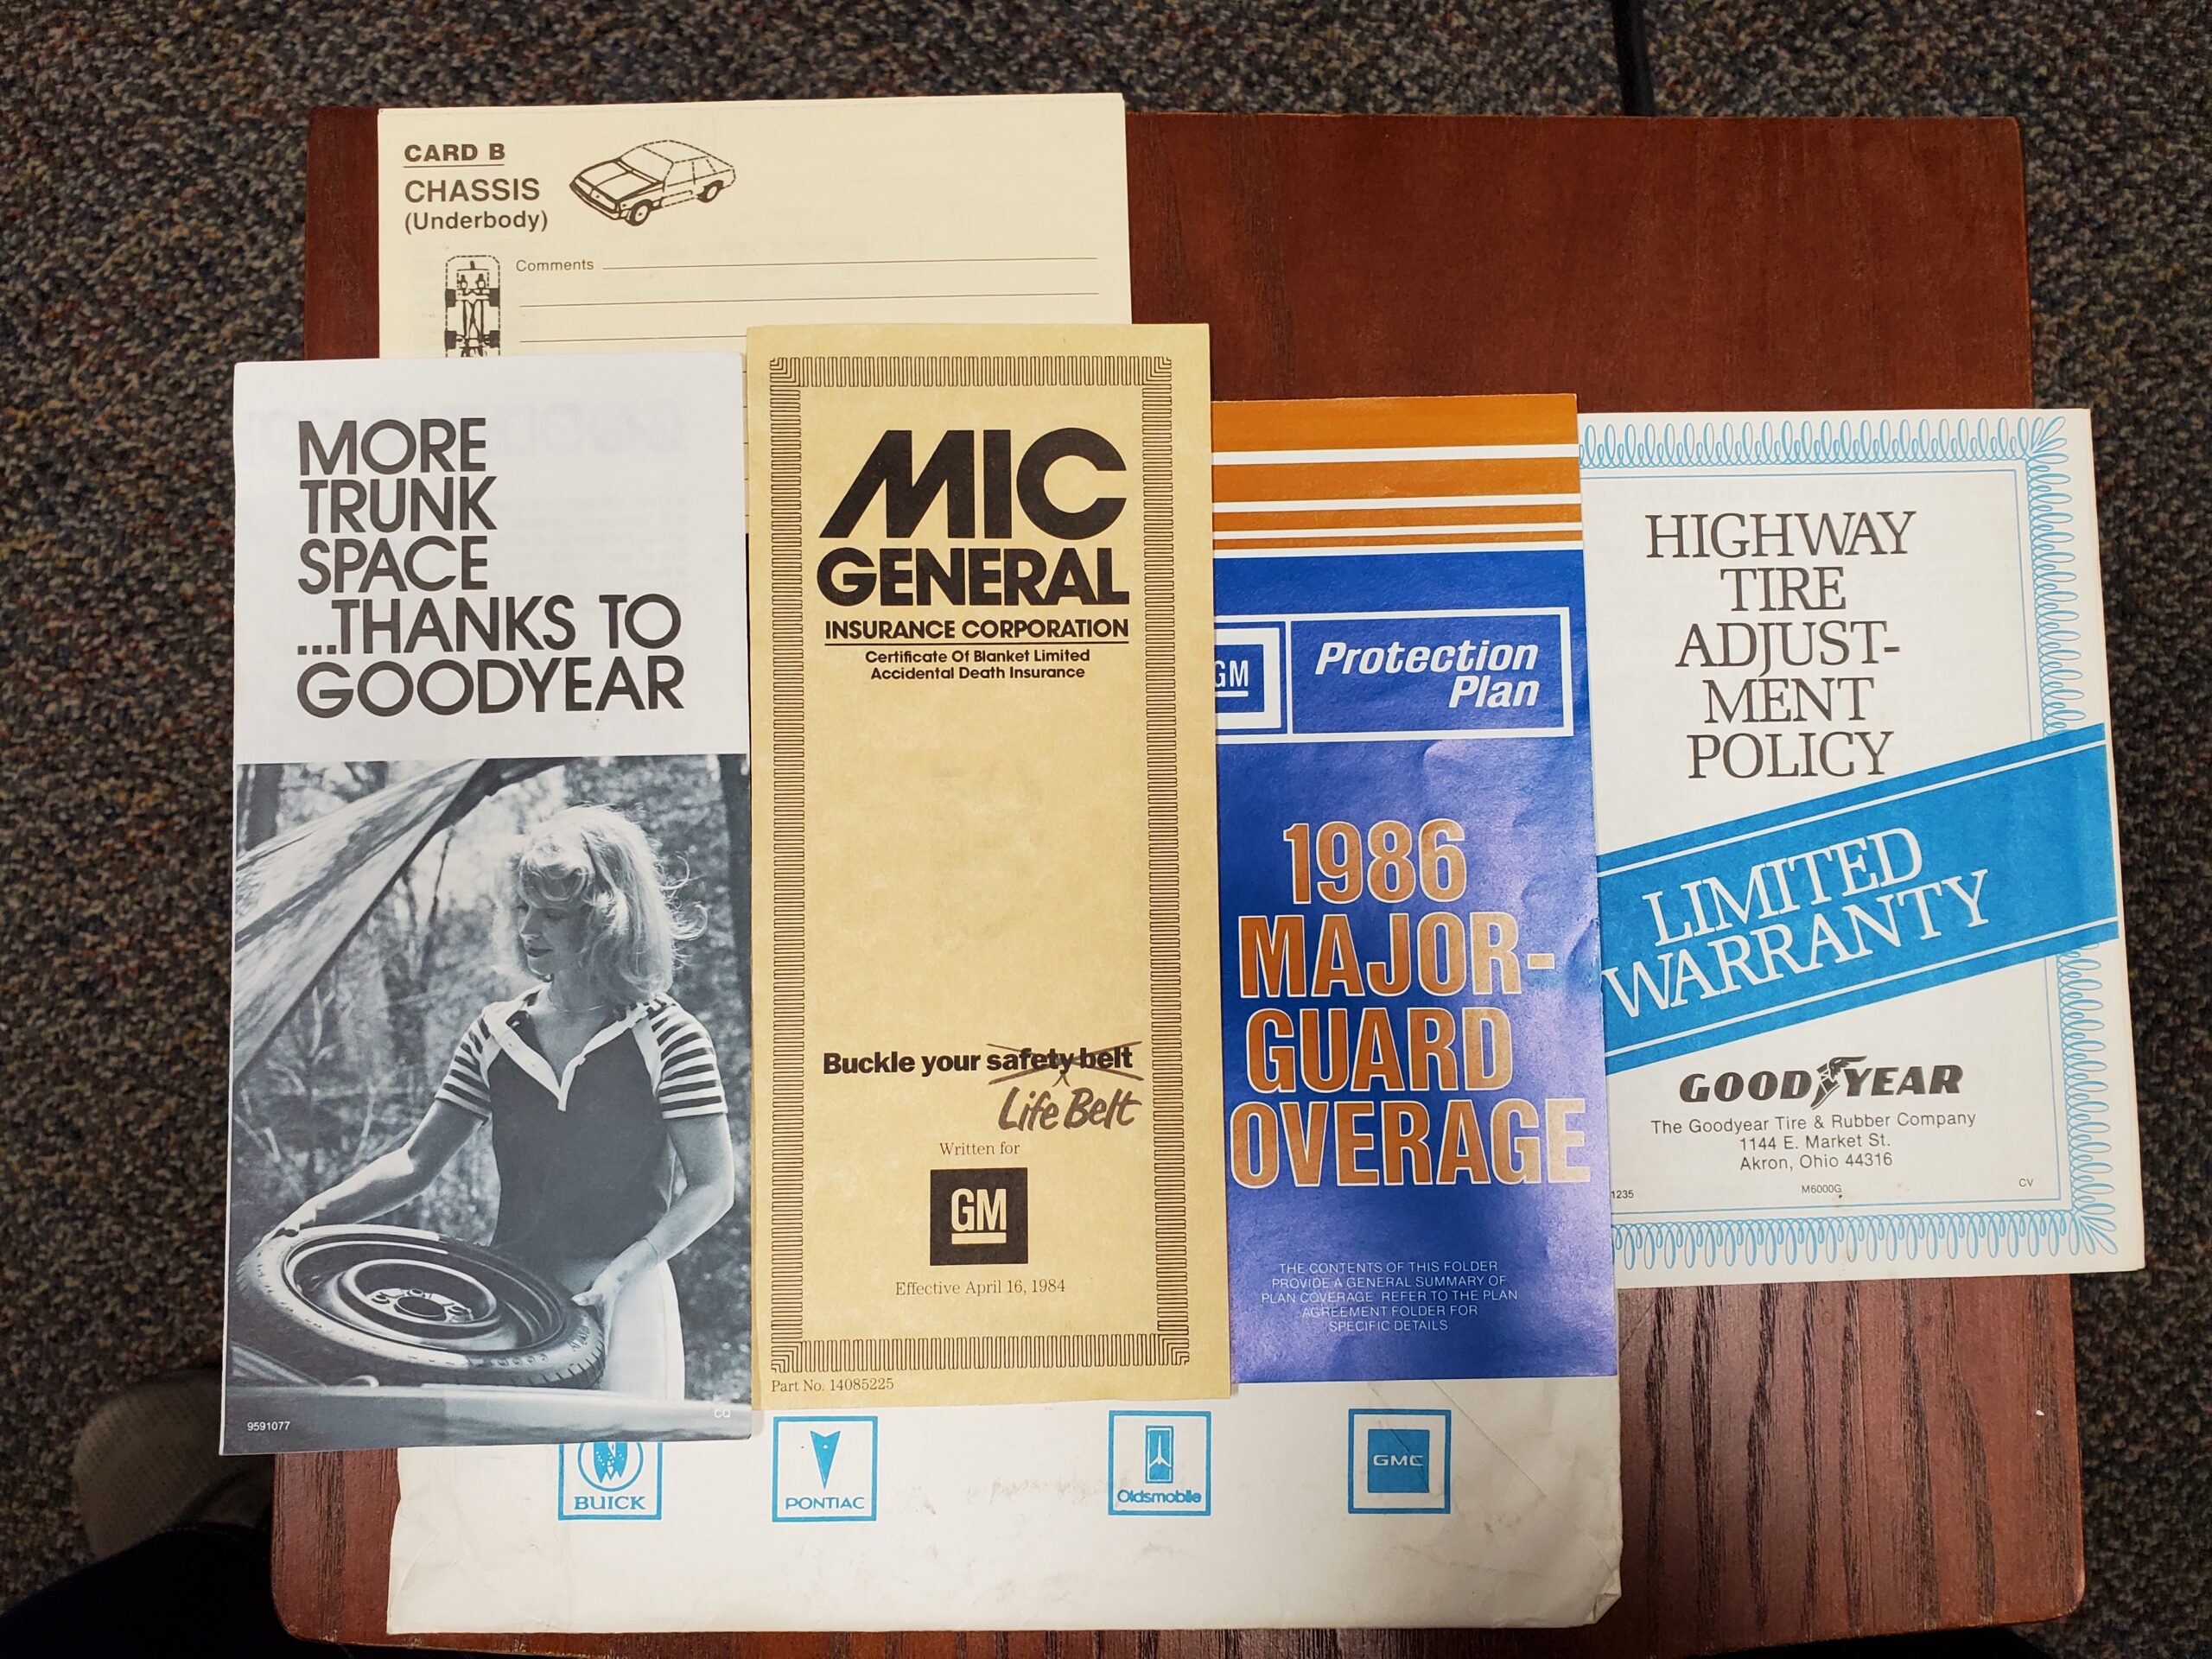 CARD B
CHASSIS
(Underbody)
Comments
MORE
TRUNK
SPACE
...THANKS TO
GOODYEAR
9591077
CQ
MIC
GENERAL
INSURANCE CORPORATION
Certificate Of Blanket Limited
Accidental Death Insurance
Buckle your safety belt
Life Belt
Written for
GM
Effective April 16, 1984
Part No. 14085225
GM
Protection
Plan
1986
MAJOR-
GUARD
OVERAGE
THE CONTENTS OF THIS FOLDER
PROVIDE A GENERAL SUMMARY OF
PLAN COVERAGE REFER TO THE PLAN
AGREEMENT FOLDER FOR
SPECIFIC DETAILS
HIGHWAY
TIRE
ADJUST-
MENT
POLICY
LIMITED
WARRANTY
GOODYEAR
The Goodyear Tire & Rubber Company
1144 E. Market St.
Akron, Ohio 44316
1235
M6000G
CV
BUICK
PONTIAC
Oldsmobile
GMC